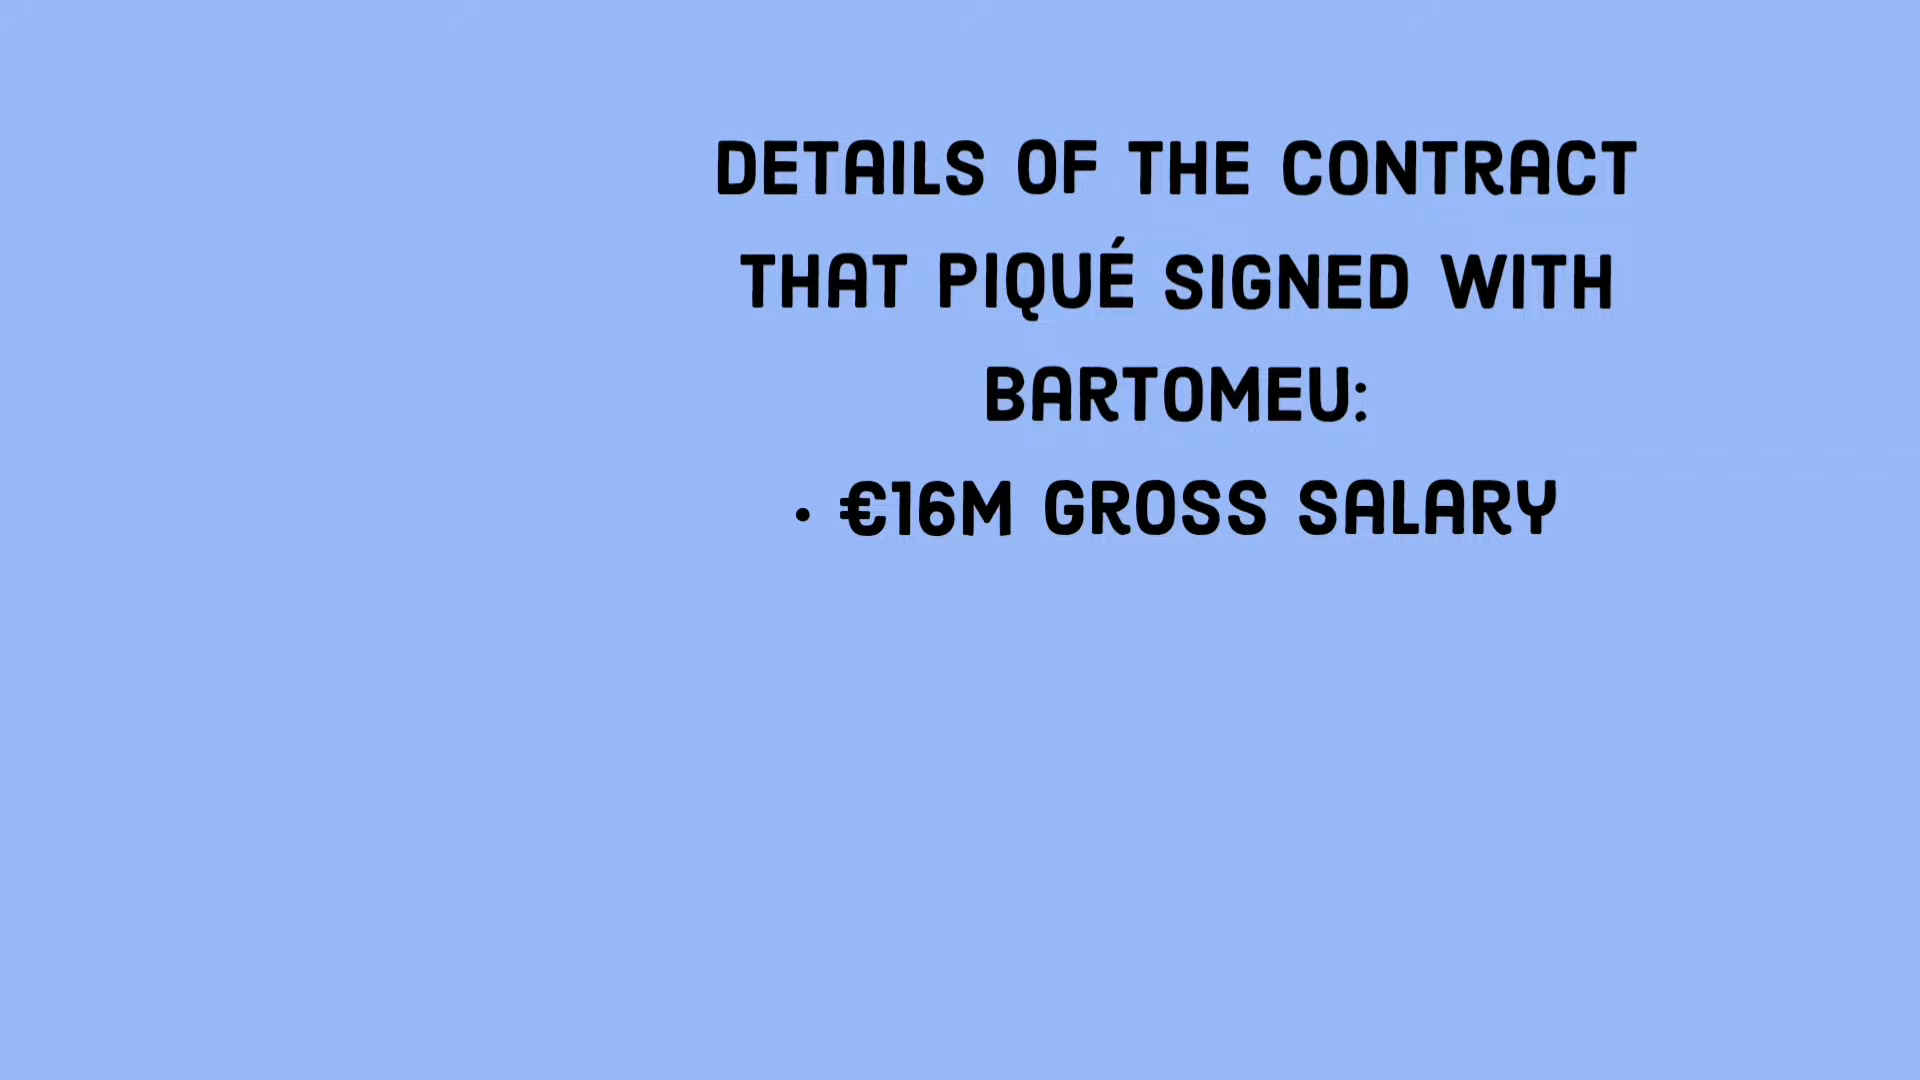 DETAILS OF THE CONTRACT
THAT PIQUÉ SIGNED WITH
BARTOMEU:
• €16M GROSS SALARY